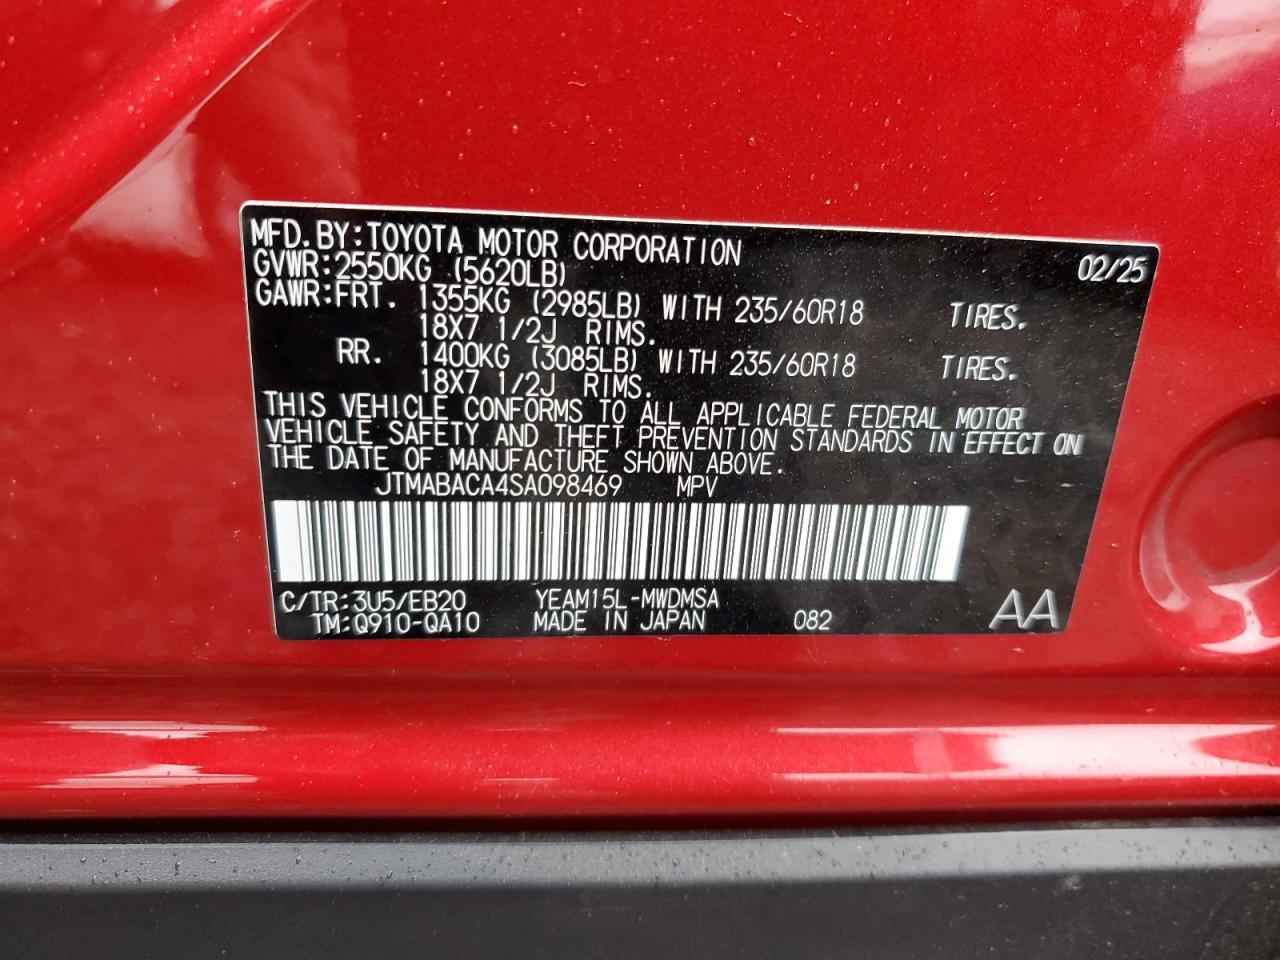 MFD. BY: TOYOTA MOTOR CORPORATION 02/25
GVWR: 2550KG (5620LB)
GAWR: FRT. 1355KG (2985LB) WITH 235/60R18 TIRES.
18X7 1/2J RIMS.
RR. 1400KG (3085LB) WITH 235/60R18 TIRES.
18X7 1/2J RIMS.
THIS VEHICLE CONFORMS TO ALL APPLICABLE FEDERAL MOTOR
VEHICLE SAFETY AND THEFT PREVENTION STANDARDS IN EFFECT ON
THE DATE OF MANUFACTURE SHOWN ABOVE.
JTMABACA4SA098469 MPV
C/TR:3U5/EB20 YEAM15L-MWDMSA
TM:Q910-QA10 MADE IN JAPAN 082 AA